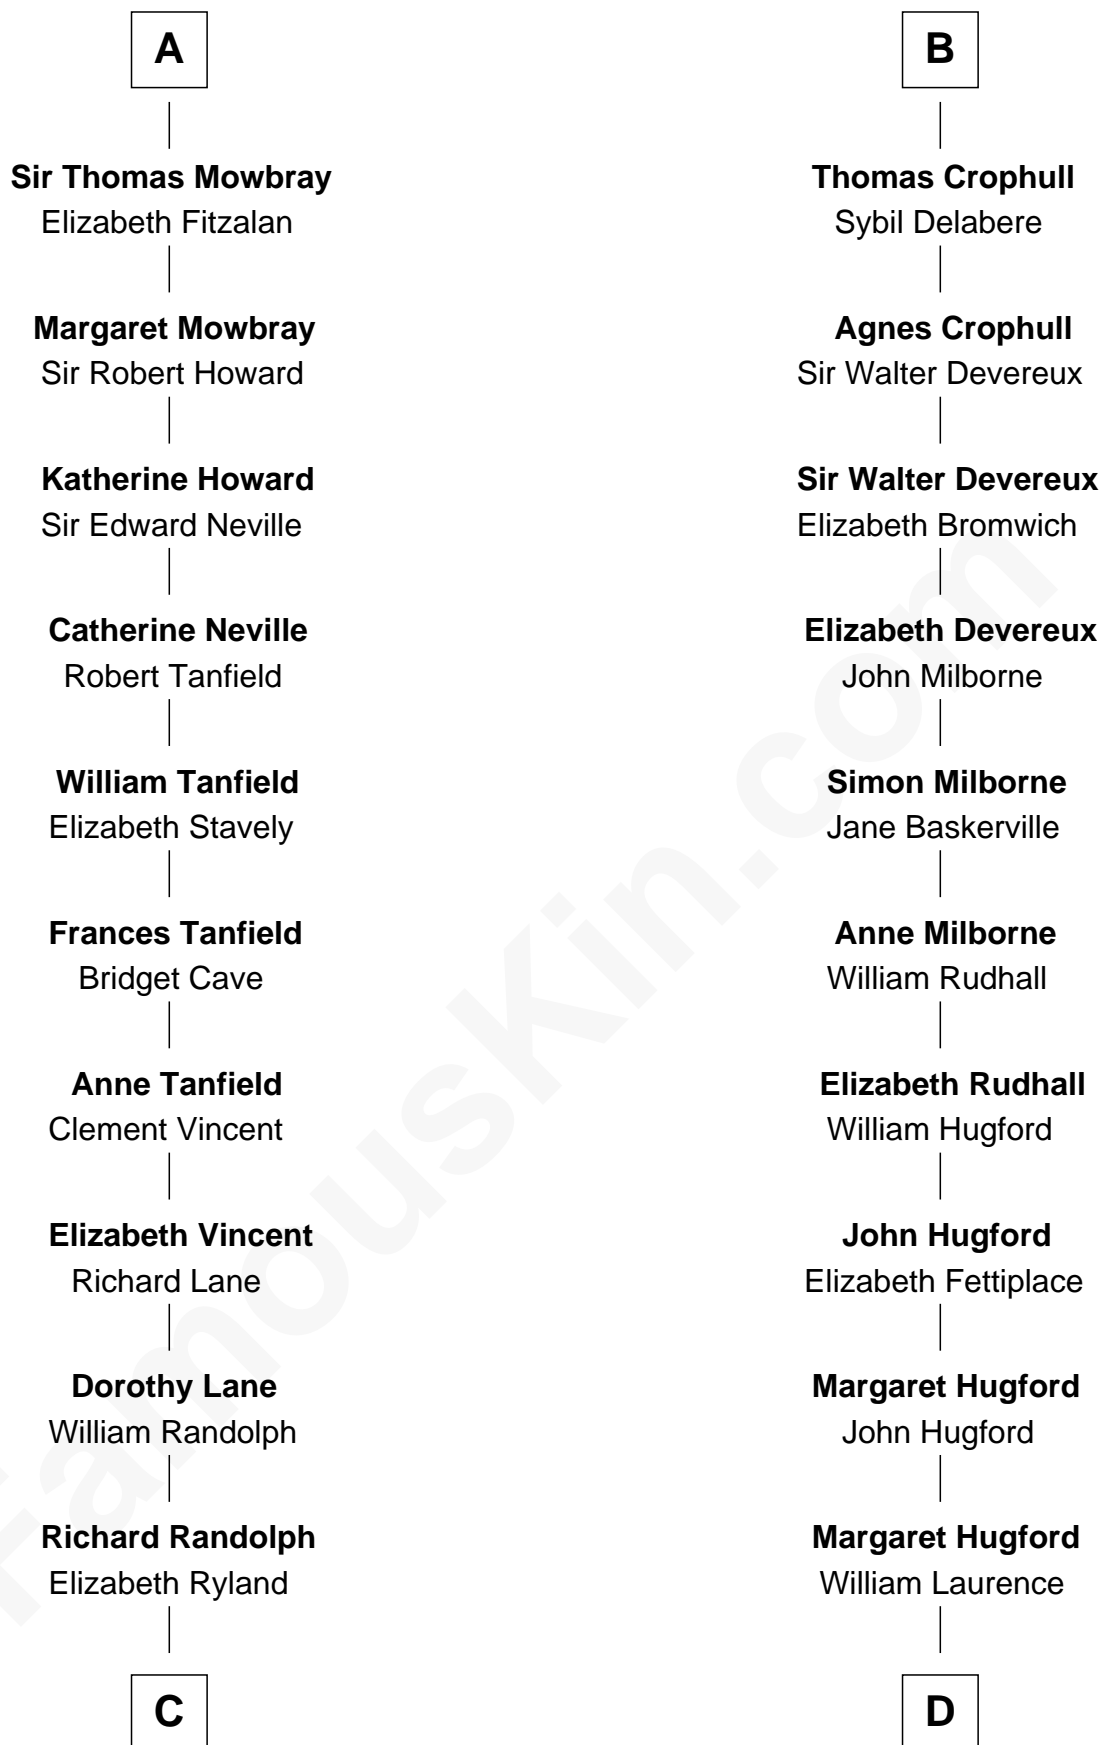 A
Sir Thomas Mowbray
Elizabeth Fitzalan
Margaret Mowbray
Sir Robert Howard
Katherine Howard
Sir Edward Neville
Catherine Neville
Robert Tanfield
William Tanfield
Elizabeth Stavely
Frances Tanfield
Bridget Cave
Anne Tanfield
Clement Vincent
Elizabeth Vincent
Richard Lane
Dorothy Lane
William Randolph
Richard Randolph
Elizabeth Ryland
C
B
Thomas Crophull
Sybil Delabere
Agnes Crophull
Sir Walter Devereux
Sir Walter Devereux
Elizabeth Bromwich
Elizabeth Devereux
John Milborne
Simon Milborne
Jane Baskerville
Anne Milborne
William Rudhall
Elizabeth Rudhall
William Hugford
John Hugford
Elizabeth Fettiplace
Margaret Hugford
John Hugford
Margaret Hugford
William Laurence
D
FamousKin.com